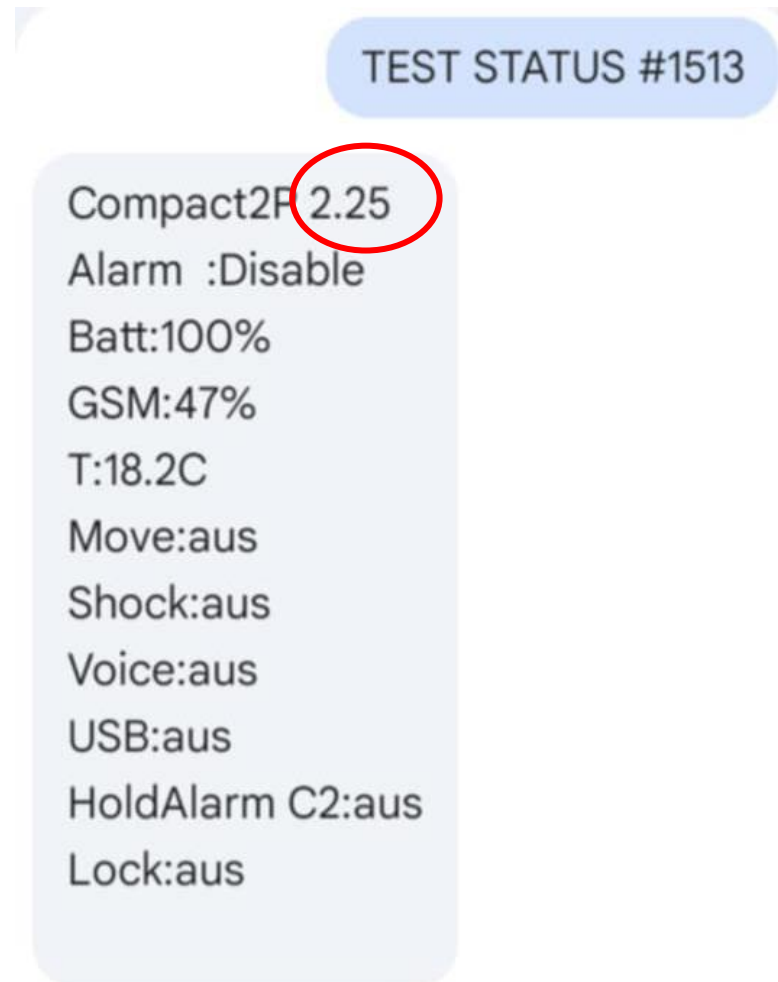 TEST STATUS #1513
Compact2P 2.25
Alarm :Disable
Batt:100%
GSM:47%
T:18.2C
Move:aus
Shock:aus
Voice:aus
USB:aus
HoldAlarm C2:aus
Lock:aus